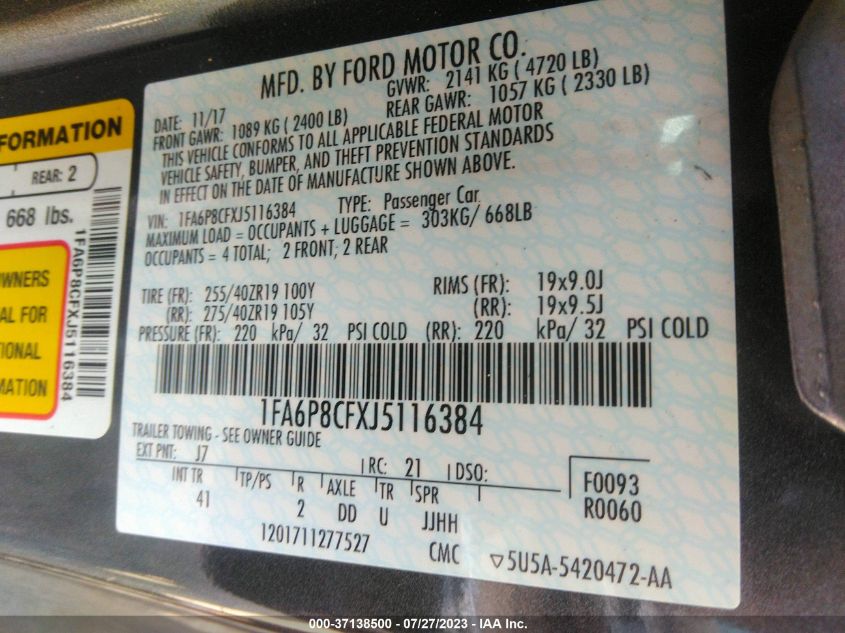 MFD. BY FORD MOTOR CO.
DATE: 11/17 GVWR: 2141 KG ( 4720 LB)
FRONT GAWR: 1089 KG ( 2400 LB) REAR GAWR: 1057 KG ( 2330 LB)
THIS VEHICLE CONFORMS TO ALL APPLICABLE FEDERAL MOTOR
VEHICLE SAFETY, BUMPER, AND THEFT PREVENTION STANDARDS
IN EFFECT ON THE DATE OF MANUFACTURE SHOWN ABOVE.
VIN: 1FA6P8CFXJ5116384 TYPE: Passenger Car
MAXIMUM LOAD = OCCUPANTS + LUGGAGE = 303KG/ 668LB
OCCUPANTS = 4 TOTAL; 2 FRONT; 2 REAR
TIRE (FR): 255/40ZR19 100Y RIMS (FR): 19x9.0J
(RR): 275/40ZR19 105Y (RR): 19x9.5J
PRESSURE (FR): 220 kPa/ 32 PSI COLD (RR): 220 kPa/ 32 PSI COLD
1FA6P8CFXJ5116384
TRAILER TOWING - SEE OWNER GUIDE
EXT PNT: J7 RC: 21 DSO: F0093
INT TR TP/PS R AXLE TR SPR R0060
41 2 DD U JJHH
1201711277527 CMC ▽5U5A-5420472-AA
FORMATION
REAR: 2
668 lbs.
1FA6P8CFXJ5116384
WNERS
AL FOR
IONAL
MATION
000-37138500 - 07/27/2023 - IAA Inc.